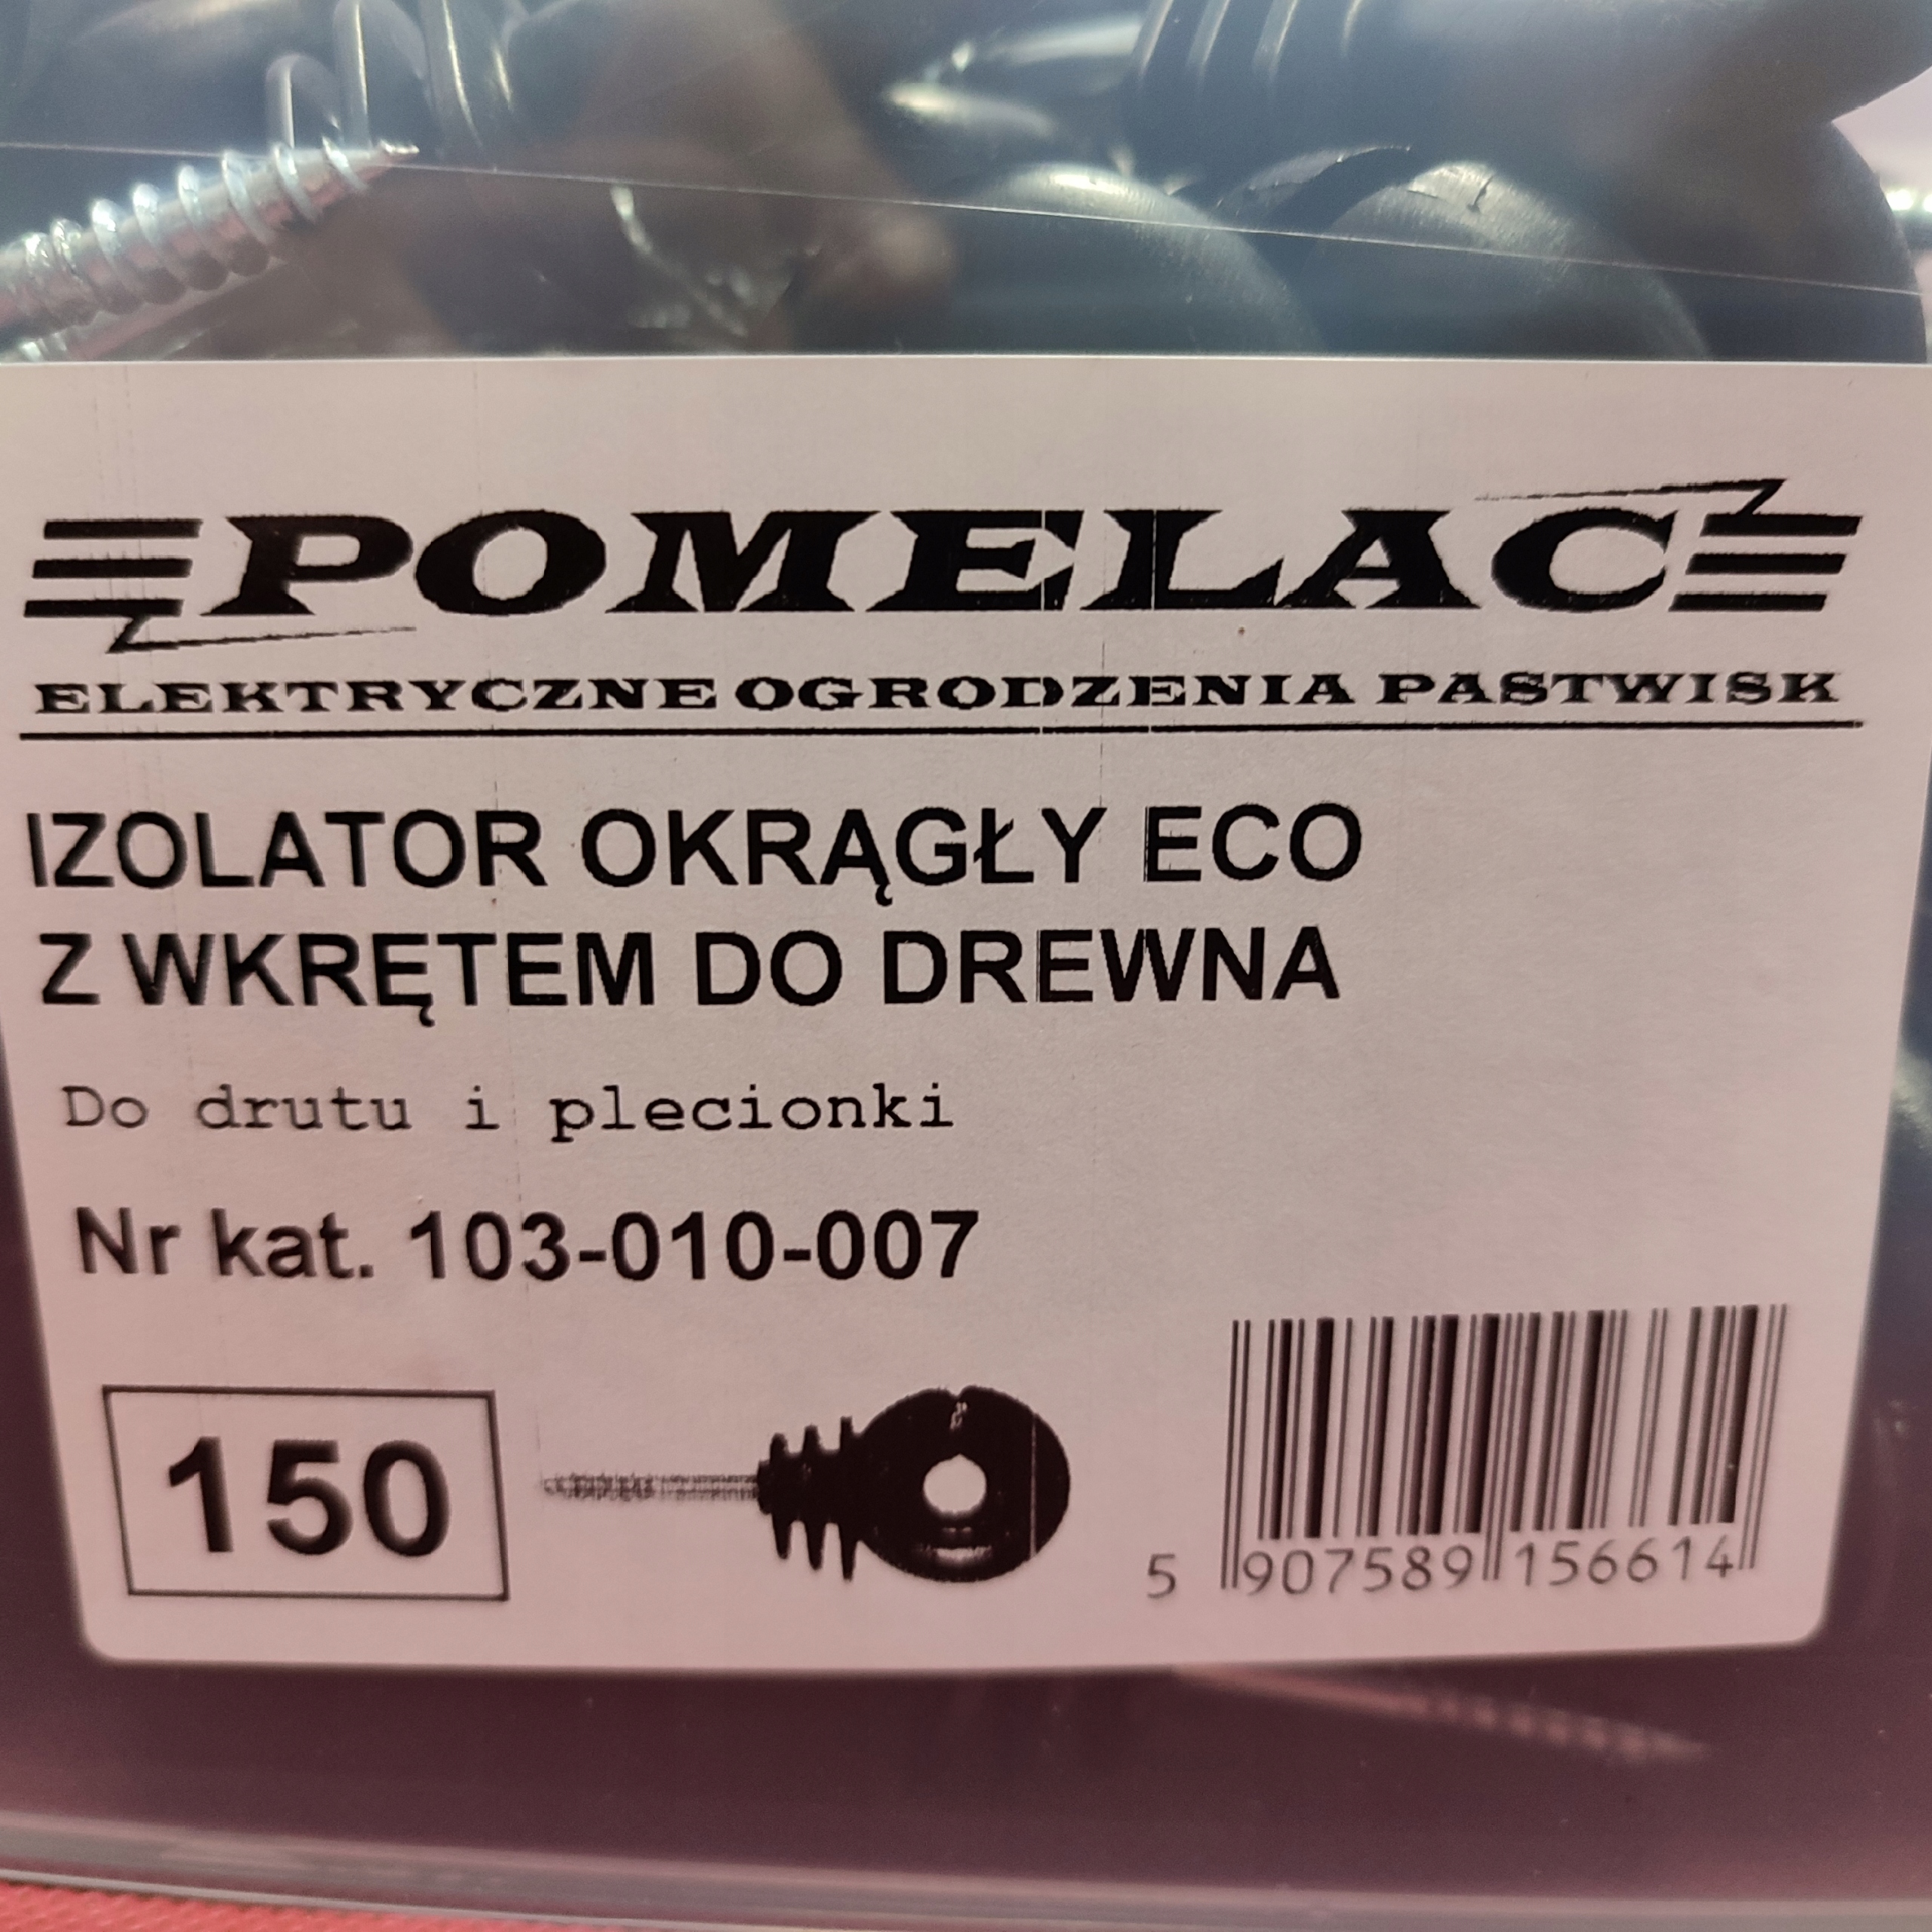 POMELAC
ELEKTRYCZNE OGRODZENIA PASTWISK
IZOLATOR OKRĄGŁY ECO
Z WKRĘTEM DO DREWNA
Do drutu i plecionki
Nr kat. 103-010-007
150
5 907589 156614